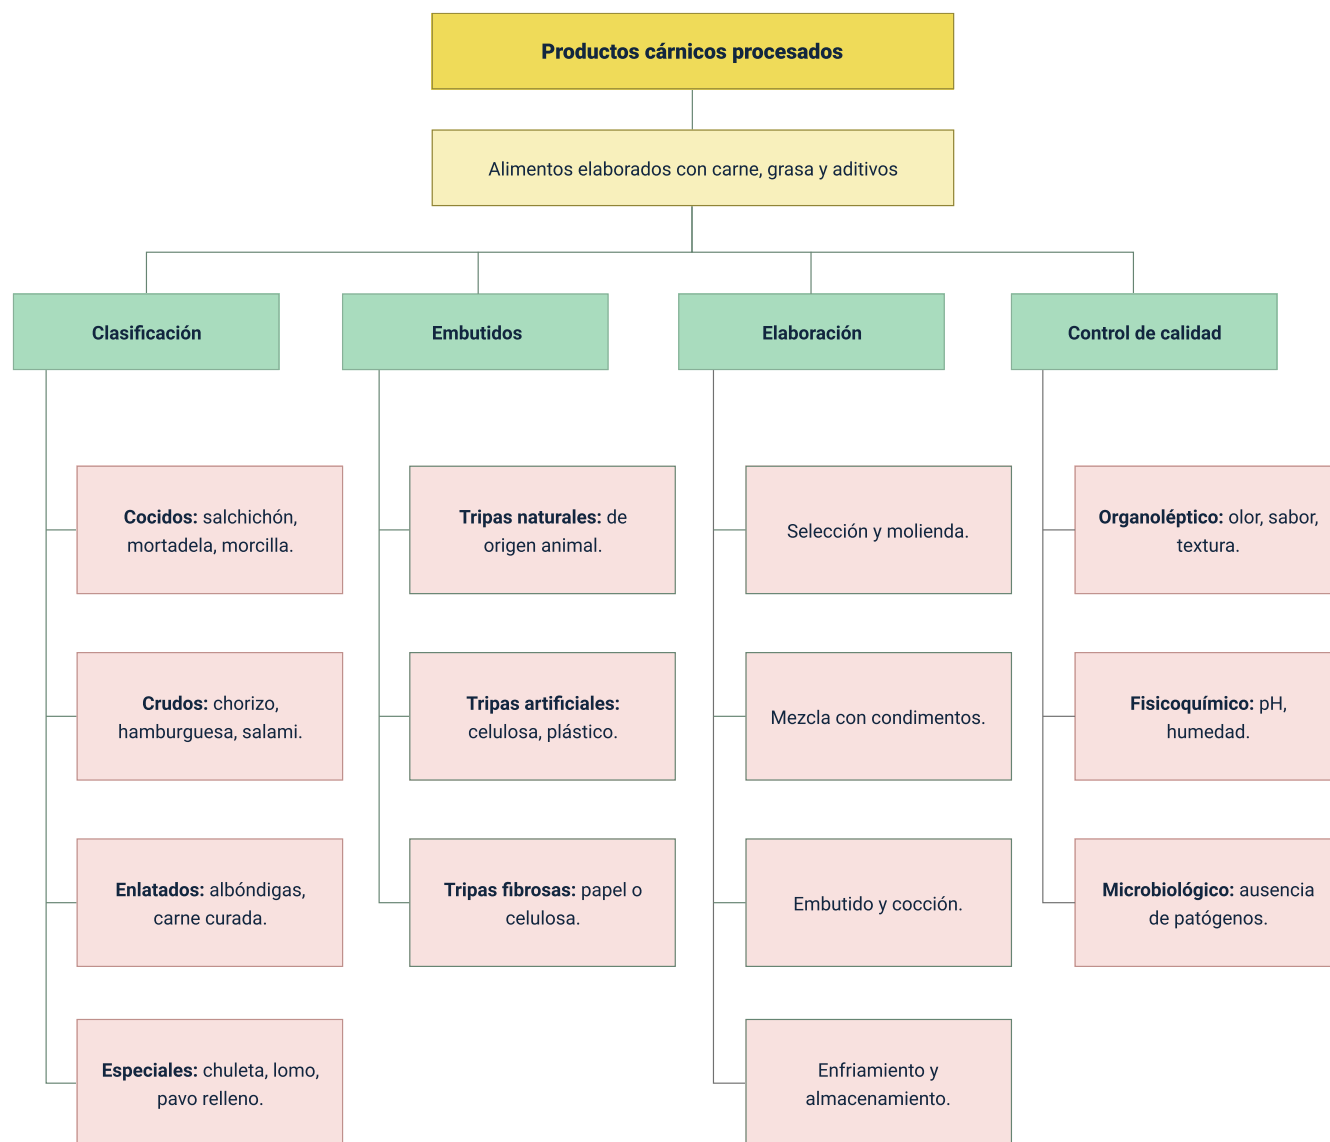 Productos cárnicos procesados
Alimentos elaborados con carne, grasa y aditivos
Clasificación
Cocidos: salchichón,
mortadela, morcilla.
Crudos: chorizo,
hamburguesa, salami.
Enlatados: albóndigas,
carne curada.
Especiales: chuleta, lomo,
pavo relleno.
Embutidos
Tripas naturales: de
origen animal.
Tripas artificiales:
celulosa, plástico.
Tripas fibrosas: papel o
celulosa.
Elaboración
Selección y molienda.
Mezcla con condimentos.
Embutido y cocción.
Enfriamiento y
almacenamiento.
Control de calidad
Organoléptico: olor, sabor,
textura.
Fisicoquímico: pH,
humedad.
Microbiológico: ausencia
de patógenos.